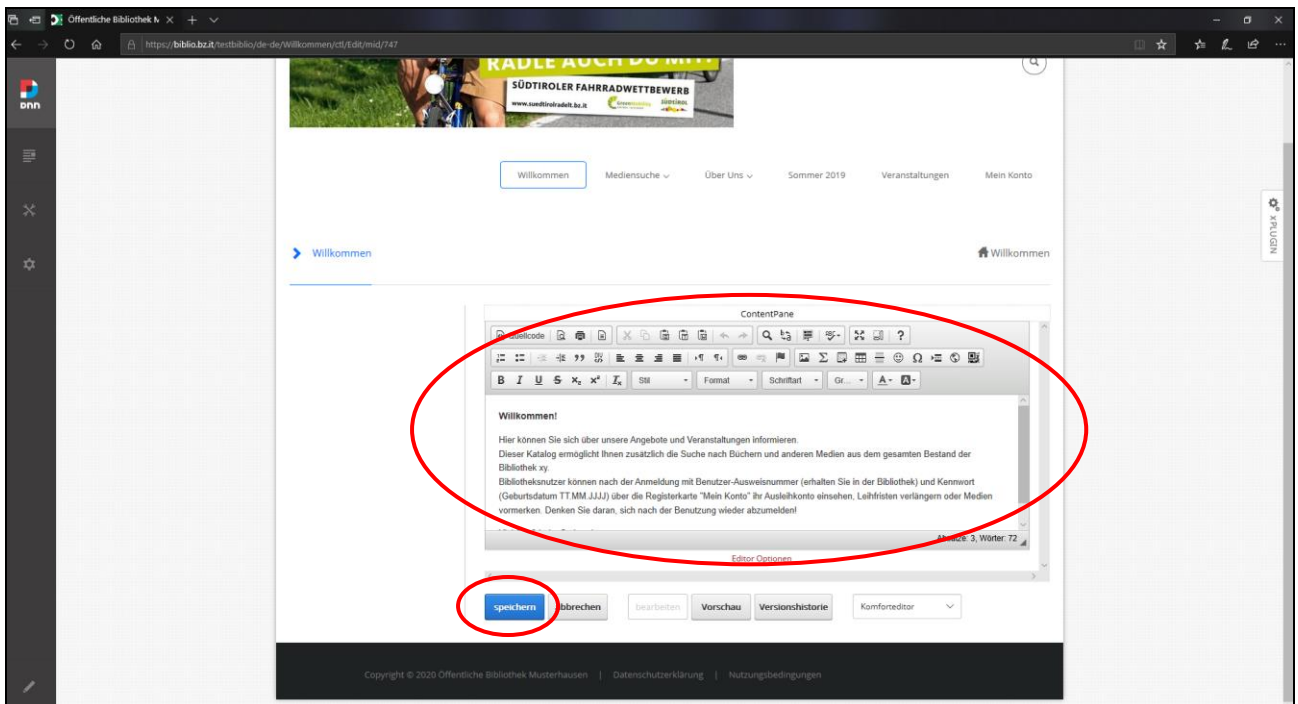 Öffentliche Bibliothek M
https://biblio.bz.it/testbiblio/de-de/Willkommen/ctl/Edit/mid/747
dnn
RADLE AUCH DU MIT!
SÜDTIROLER FAHRRADWETTBEWERB
www.suedtirolradelt.bz.it
SÜDTIROL
Willkommen Mediensuche Über Uns Sommer 2019 Veranstaltungen Mein Konto
XPLUGIN
Willkommen Willkommen
ContentPane
Quellcode
Stil Format Schriftart Gr...
Willkommen!
Hier können Sie sich über unsere Angebote und Veranstaltungen informieren.
Dieser Katalog ermöglicht Ihnen zusätzlich die Suche nach Büchern und anderen Medien aus dem gesamten Bestand der
Bibliothek xy.
Bibliotheksnutzer können nach der Anmeldung mit Benutzer-Ausweisnummer (erhalten Sie in der Bibliothek) und Kennwort
(Geburtsdatum TT.MM.JJJJ) über die Registerkarte "Mein Konto" ihr Ausleihkonto einsehen, Leihfristen verlängern oder Medien
vormerken. Denken Sie daran, sich nach der Benutzung wieder abzumelden!
Absätze: 3, Wörter: 72
Editor Optionen
speichern abbrechen bearbeiten Vorschau Versionshistorie Komforteditor
Copyright © 2020 Öffentliche Bibliothek Musterhausen | Datenschutzerklärung | Nutzungsbedingungen